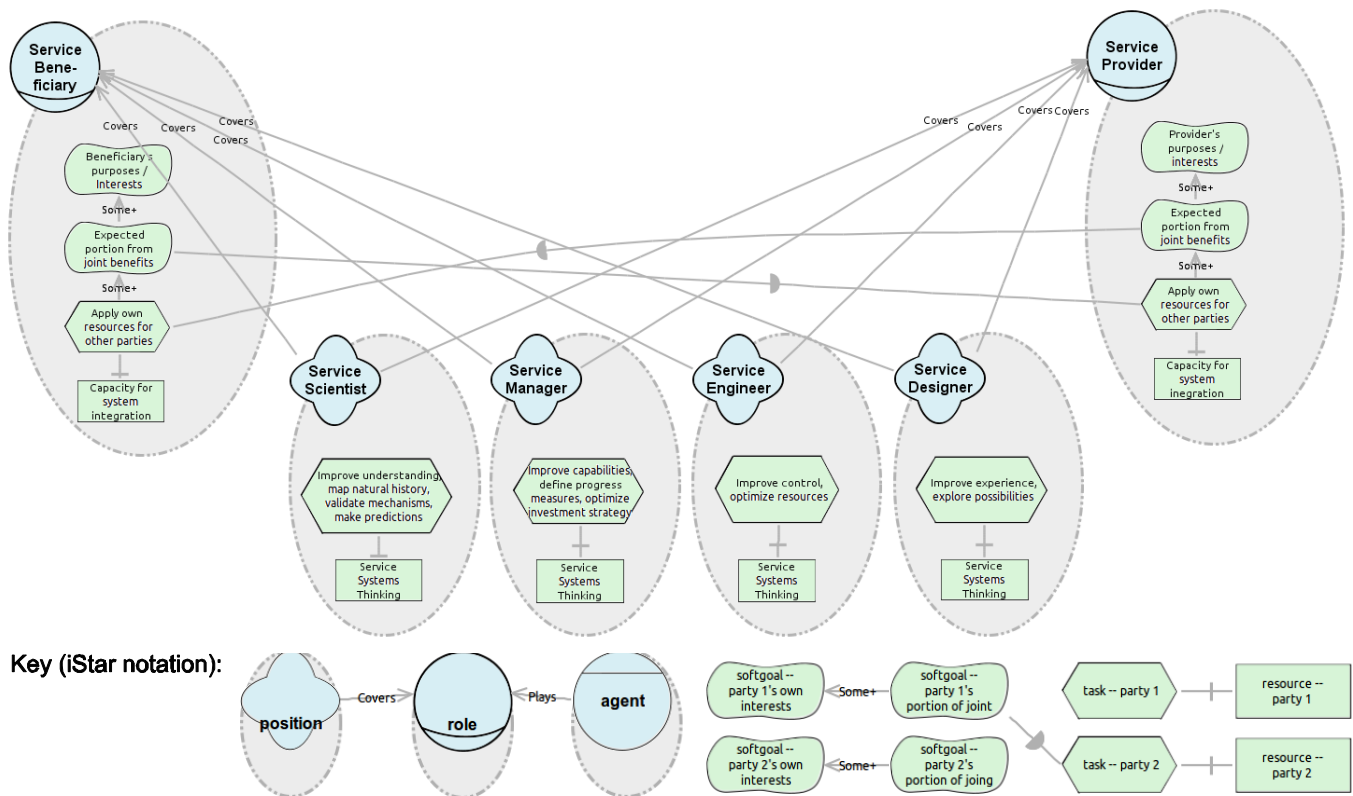 Service
Bene-
ficiary
Service
Provider
Covers
Covers
Covers
Covers
Covers
Covers
Covers
Covers
Beneficiary's
purposes /
Interests
Some+
Expected
portion from
joint benefits
Some+
Apply own
resources for
other parties
Capacity for
system
integration
Provider's
purposes /
interests
Some+
Expected
portion from
joint benefits
Some+
Apply own
resources for
other parties
Capacity for
system
inegration
Service
Scientist
Improve understanding,
map natural history,
validate mechanisms,
make predictions
Service
Systems
Thinking
Service
Manager
Improve capabilities,
define progress
measures, optimize
investment strategy
Service
Systems
Thinking
Service
Engineer
Improve control,
optimize resources
Service
Systems
Thinking
Service
Designer
Improve experience,
explore possibilities
Service
Systems
Thinking
Key (iStar notation):
position
Covers
role
Plays
agent
softgoal --
party 1's own
interests
Some+
softgoal --
party 1's
portion of joint
softgoal --
party 2's own
interests
Some+
softgoal --
party 2's
portion of joing
task -- party 1
resource --
party 1
task -- party 2
resource --
party 2